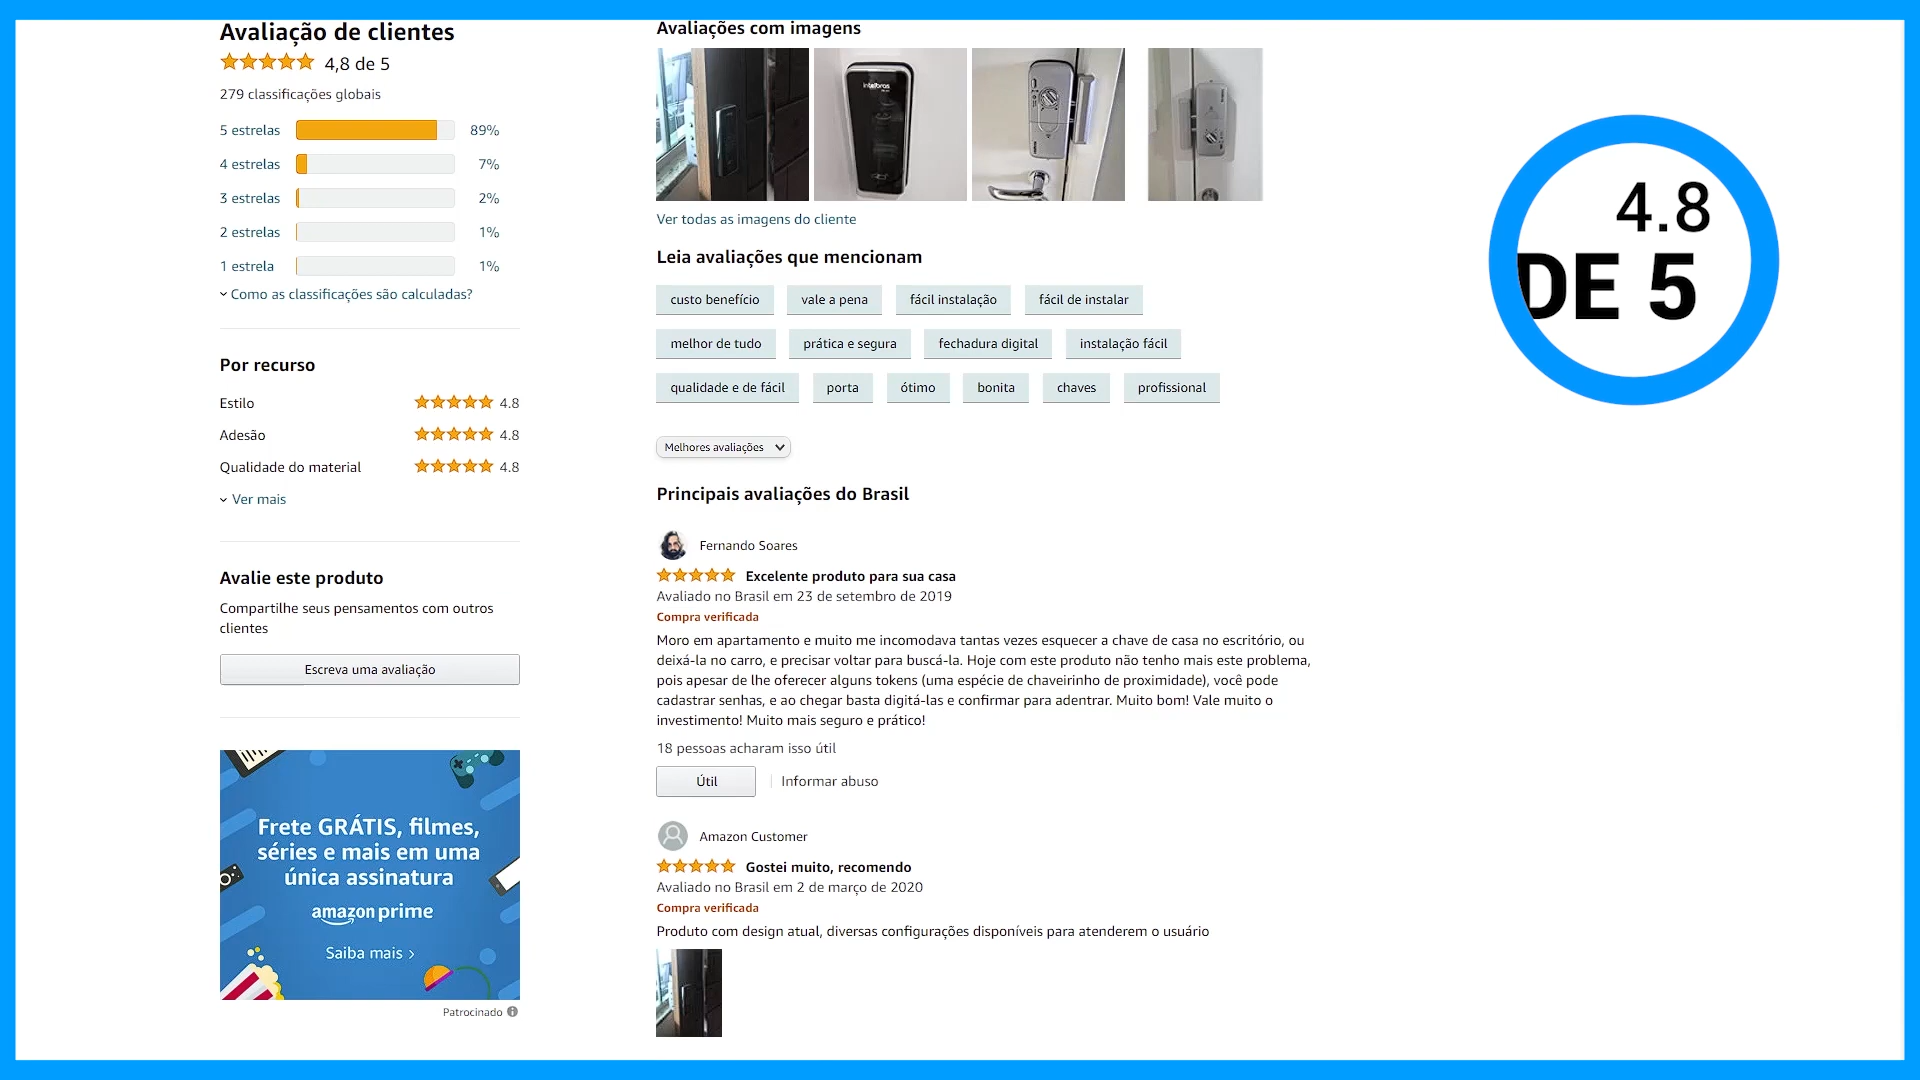 Avaliação de clientes
4,8 de 5
279 classificações globais
5 estrelas 89%
4 estrelas 7%
3 estrelas 2%
2 estrelas 1%
1 estrela 1%
Como as classificações são calculadas?
Por recurso
Estilo 4.8
Adesão 4.8
Qualidade do material 4.8
Ver mais
Avalie este produto
Compartilhe seus pensamentos com outros
clientes
Escreva uma avaliação
Frete GRÁTIS, filmes,
séries e mais em uma
única assinatura
amazon prime
Saiba mais ›
Patrocinado
Avaliações com imagens
intelbras
Ver todas as imagens do cliente
Leia avaliações que mencionam
custo benefício vale a pena fácil instalação fácil de instalar
melhor de tudo prática e segura fechadura digital instalação fácil
qualidade e de fácil porta ótimo bonita chaves profissional
Melhores avaliações
Principais avaliações do Brasil
Fernando Soares
Excelente produto para sua casa
Avaliado no Brasil em 23 de setembro de 2019
Compra verificada
Moro em apartamento e muito me incomodava tantas vezes esquecer a chave de casa no escritório, ou
deixá-la no carro, e precisar voltar para buscá-la. Hoje com este produto não tenho mais este problema,
pois apesar de lhe oferecer alguns tokens (uma espécie de chaveirinho de proximidade), você pode
cadastrar senhas, e ao chegar basta digitá-las e confirmar para adentrar. Muito bom! Vale muito o
investimento! Muito mais seguro e prático!
18 pessoas acharam isso útil
Útil | Informar abuso
Amazon Customer
Gostei muito, recomendo
Avaliado no Brasil em 2 de março de 2020
Compra verificada
Produto com design atual, diversas configurações disponíveis para atenderem o usuário
4.8
DE 5